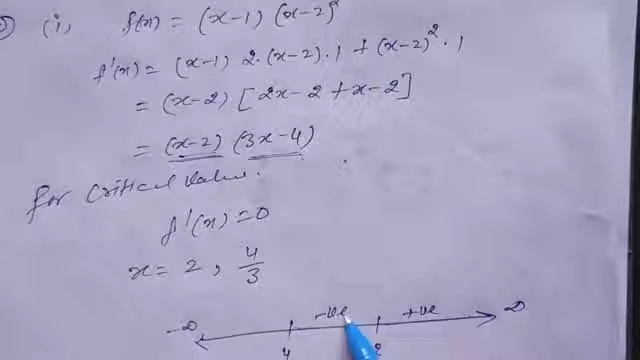 (i) f(x) = (x-1) (x-2)²
f'(x) = (x-1) 2·(x-2)·1 + (x-2)²·1
= (x-2) [2x-2+x-2]
= (x-2) (3x-4)
for critical value.
f'(x) = 0
x = 2, 4/3
-∞ -ve +ve ∞
4 2